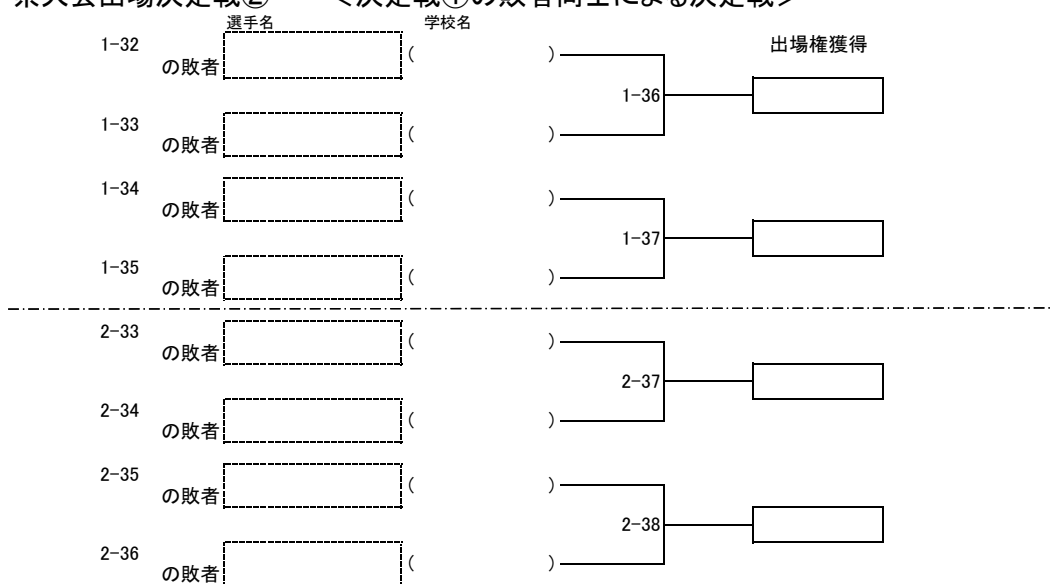 県大会出場決定戦② <決定戦①の敗者同士による決定戦>
選手名 学校名
出場権獲得
1-32
の敗者 ( )
1-36
1-33
の敗者 ( )
1-34
の敗者 ( )
1-37
1-35
の敗者 ( )
2-33
の敗者 ( )
2-37
2-34
の敗者 ( )
2-35
の敗者 ( )
2-38
2-36
の敗者 ( )